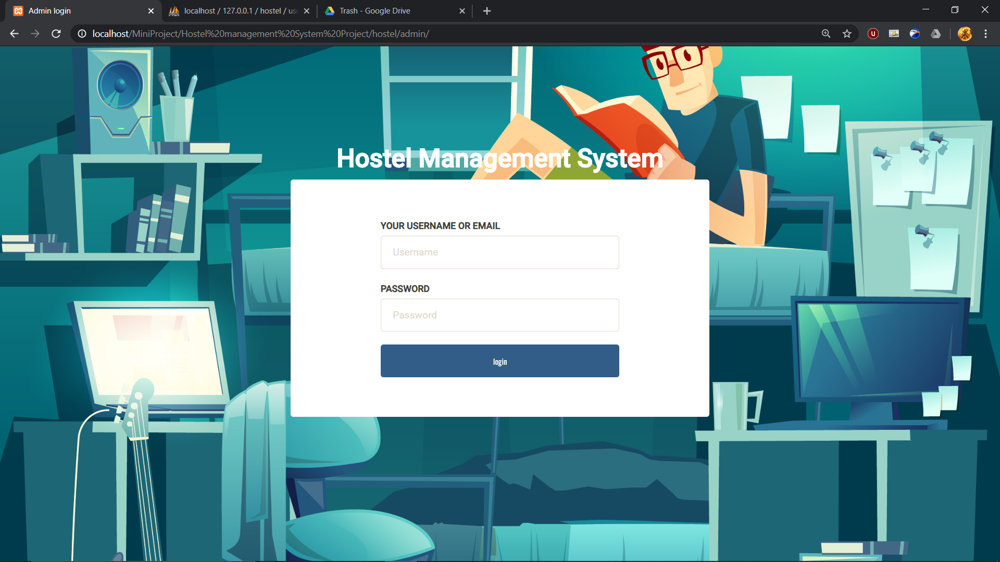 Admin login
localhost / 127.0.0.1 / hostel / us
Trash - Google Drive
localhost/MiniProject/Hostel%20management%20System%20Project/hostel/admin/
Hostel Management System
YOUR USERNAME OR EMAIL
Username
PASSWORD
Password
login